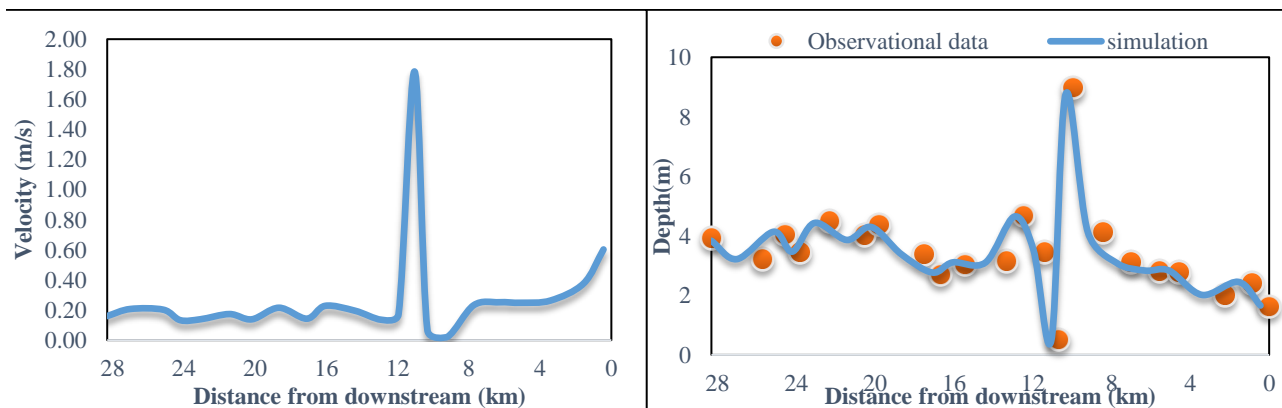 2.00
1.80
1.60
1.40
1.20
1.00
0.80
0.60
0.40
0.20
0.00
Velocity (m/s)
28 24 20 16 12 8 4 0
Distance from downstream (km)
Observational data simulation
10
8
6
4
2
0
Depth(m)
28 24 20 16 12 8 4 0
Distance from downstream (km)